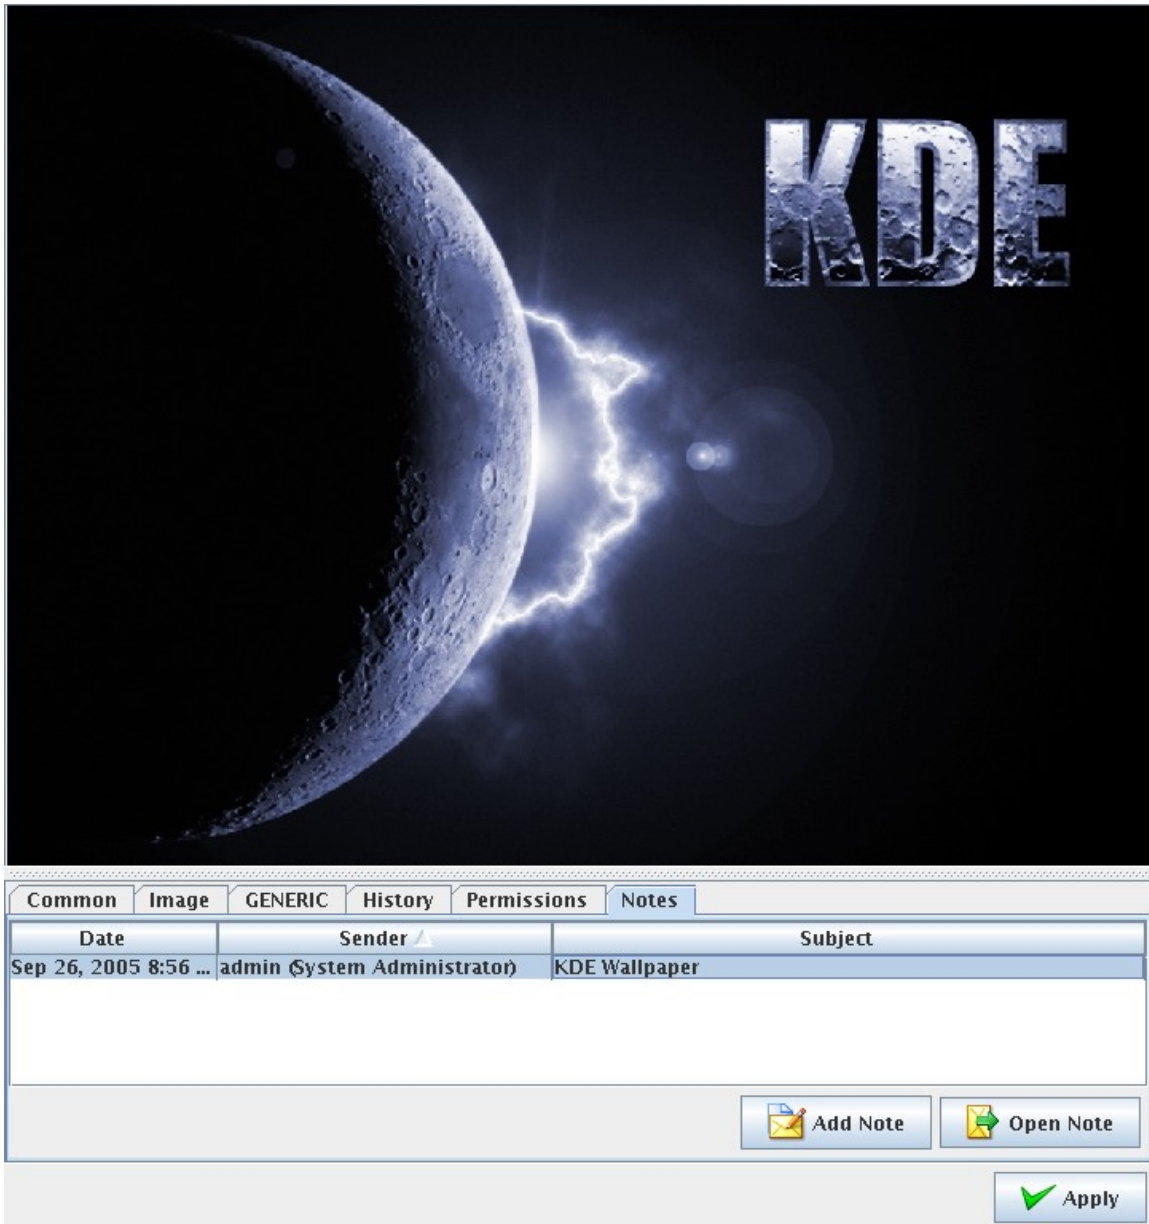 KDE
Common Image GENERIC History Permissions Notes
Date Sender Subject
Sep 26, 2005 8:56 ... admin (System Administrator) KDE Wallpaper
Add Note Open Note
Apply